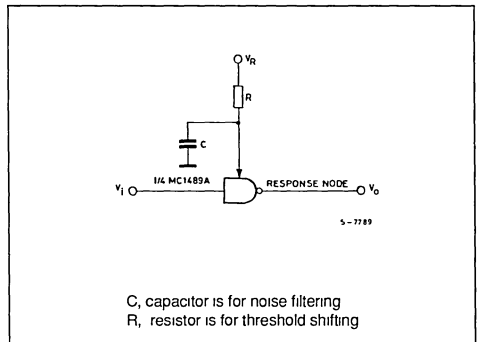 VR
R
C
1/4 MC1489A
RESPONSE NODE
Vi
Vo
S-7789
C, capacitor is for noise filtering
R, resistor is for threshold shifting